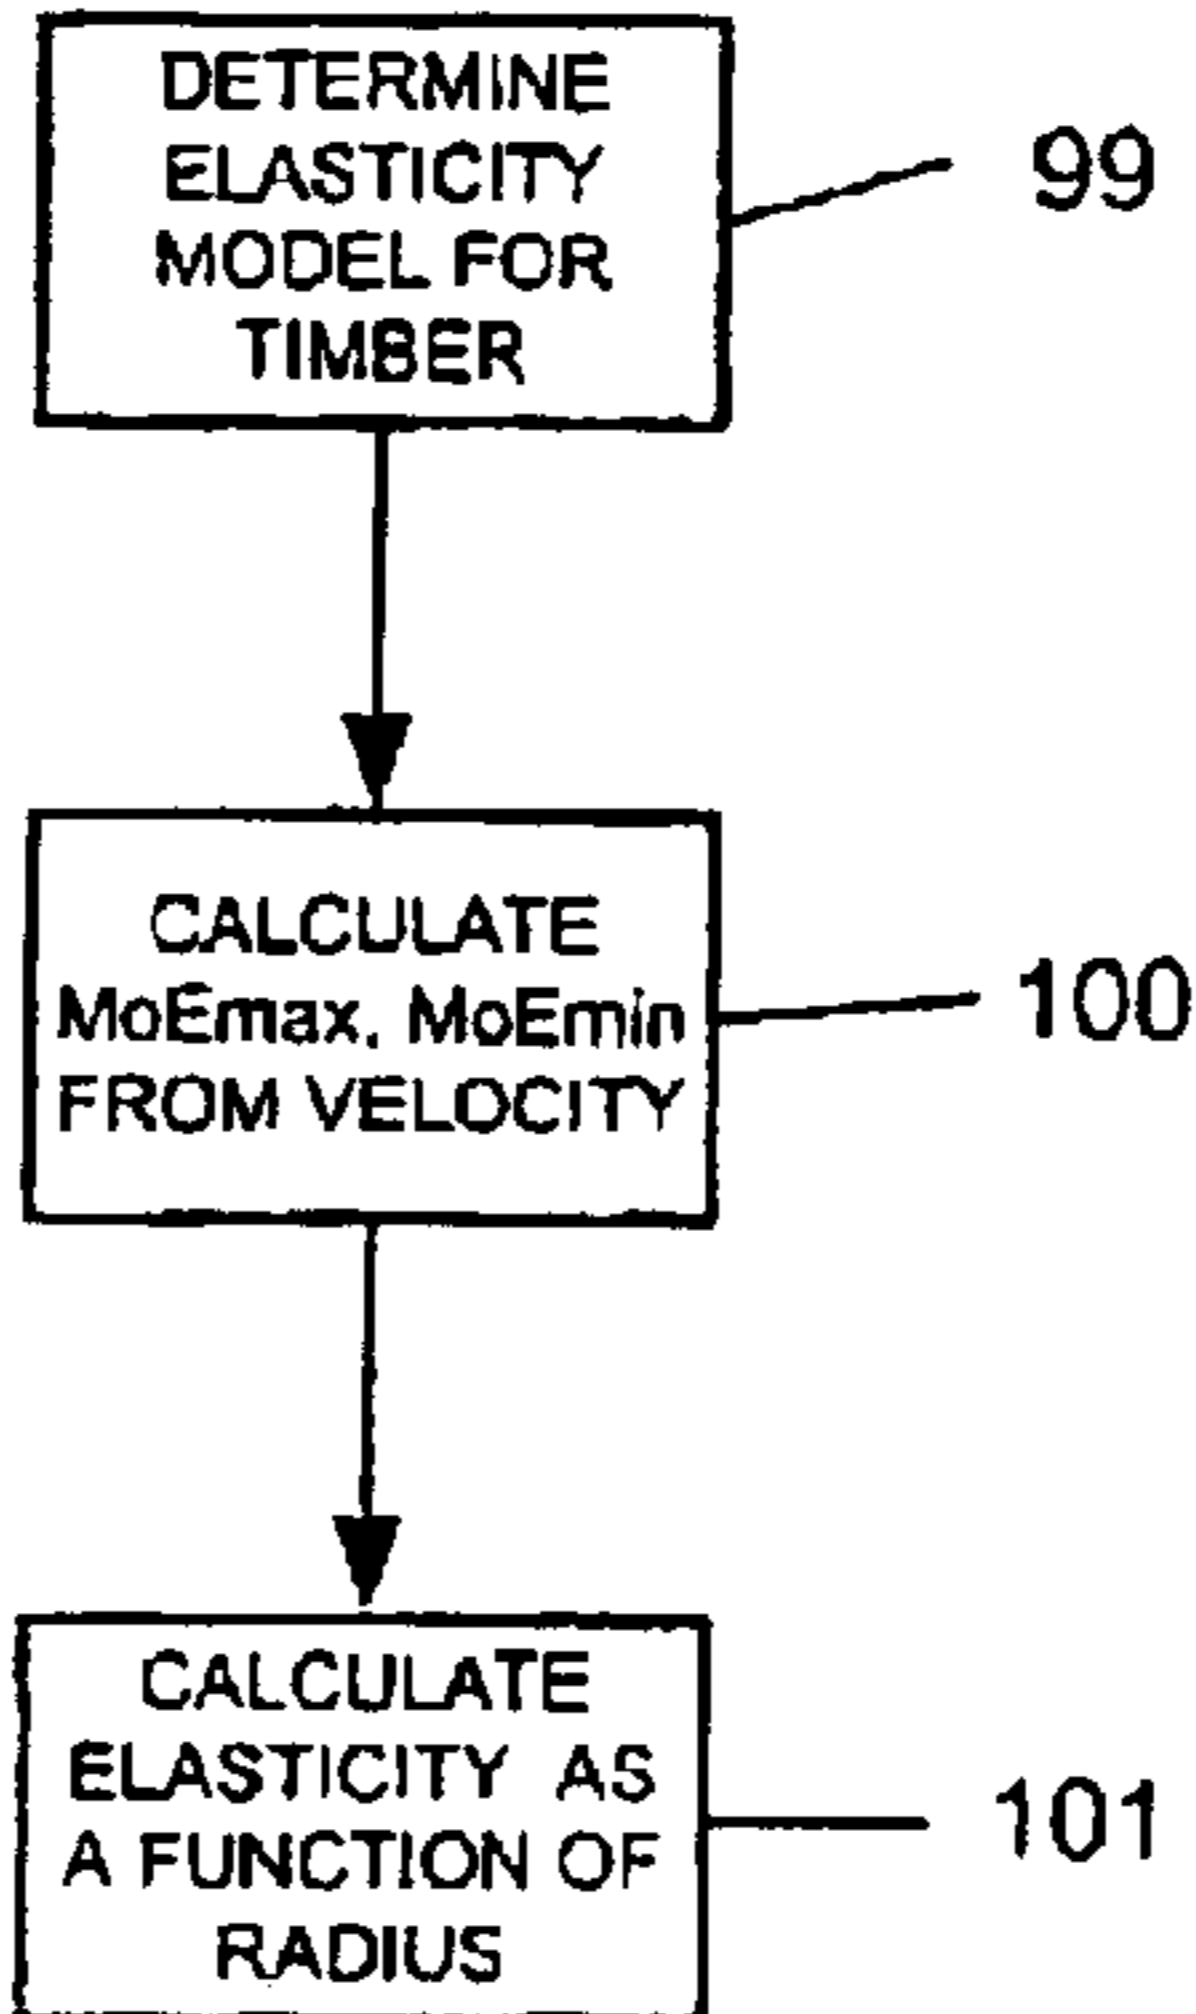 DETERMINE
ELASTICITY
MODEL FOR
TIMBER
99
CALCULATE
MoEmax, MoEmin
FROM VELOCITY
100
CALCULATE
ELASTICITY AS
A FUNCTION OF
RADIUS
101